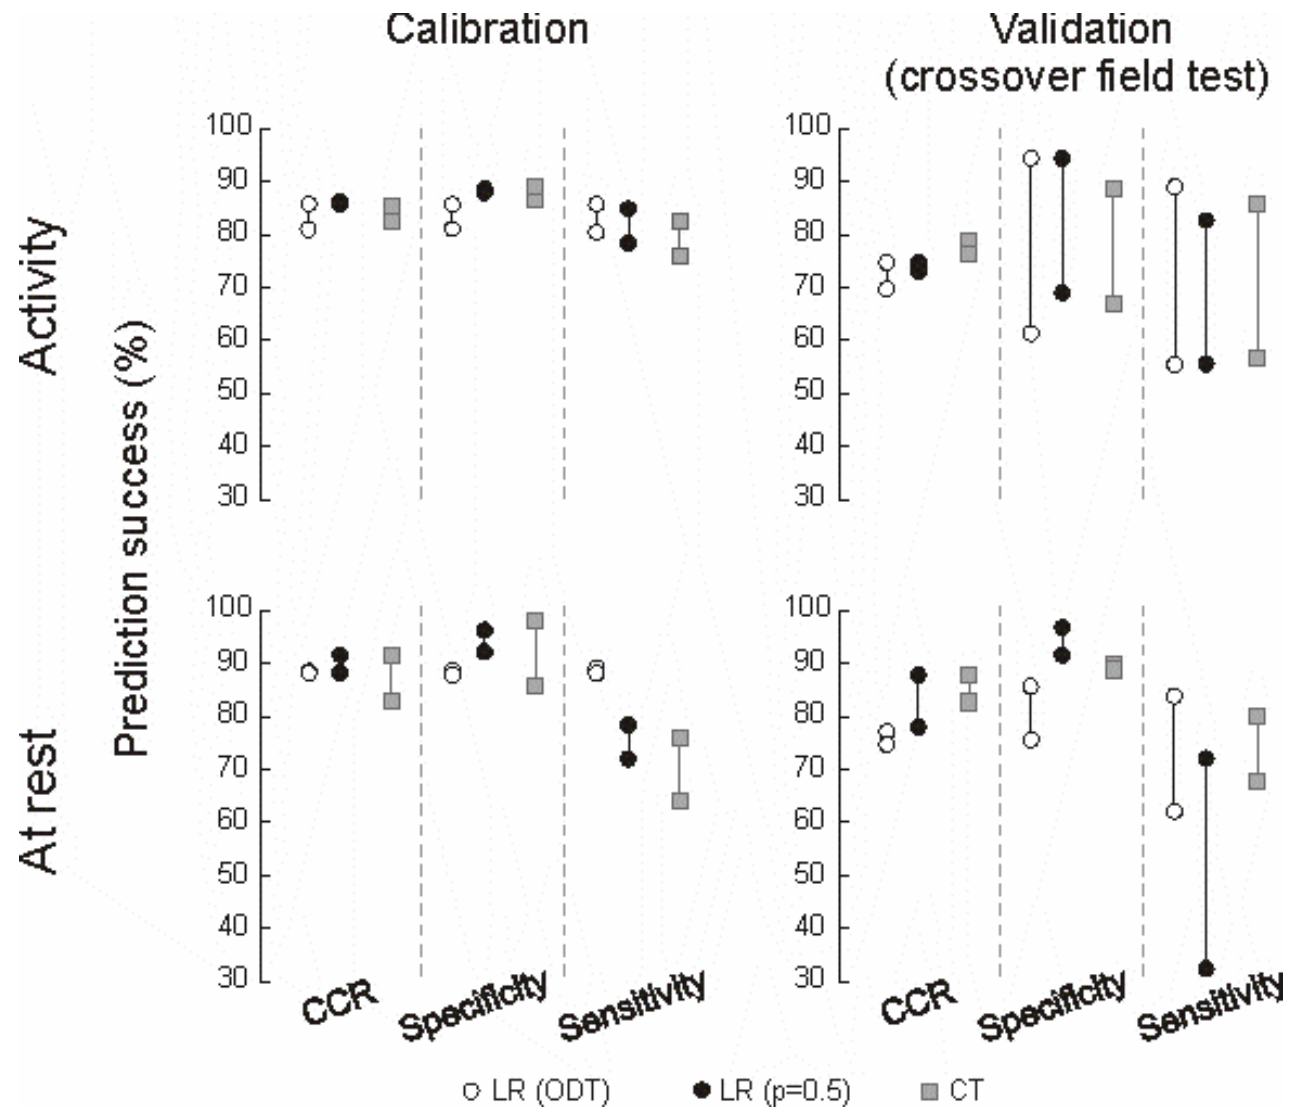 Calibration
Validation
(crossover field test)
Activity
At rest
Prediction success (%)
100
90
80
70
60
50
40
30
100
90
80
70
60
50
40
30
100
90
80
70
60
50
40
30
100
90
80
70
60
50
40
30
CCR
Specificity
Sensitivity
CCR
Specificity
Sensitivity
LR (ODT)
LR (p=0.5)
CT